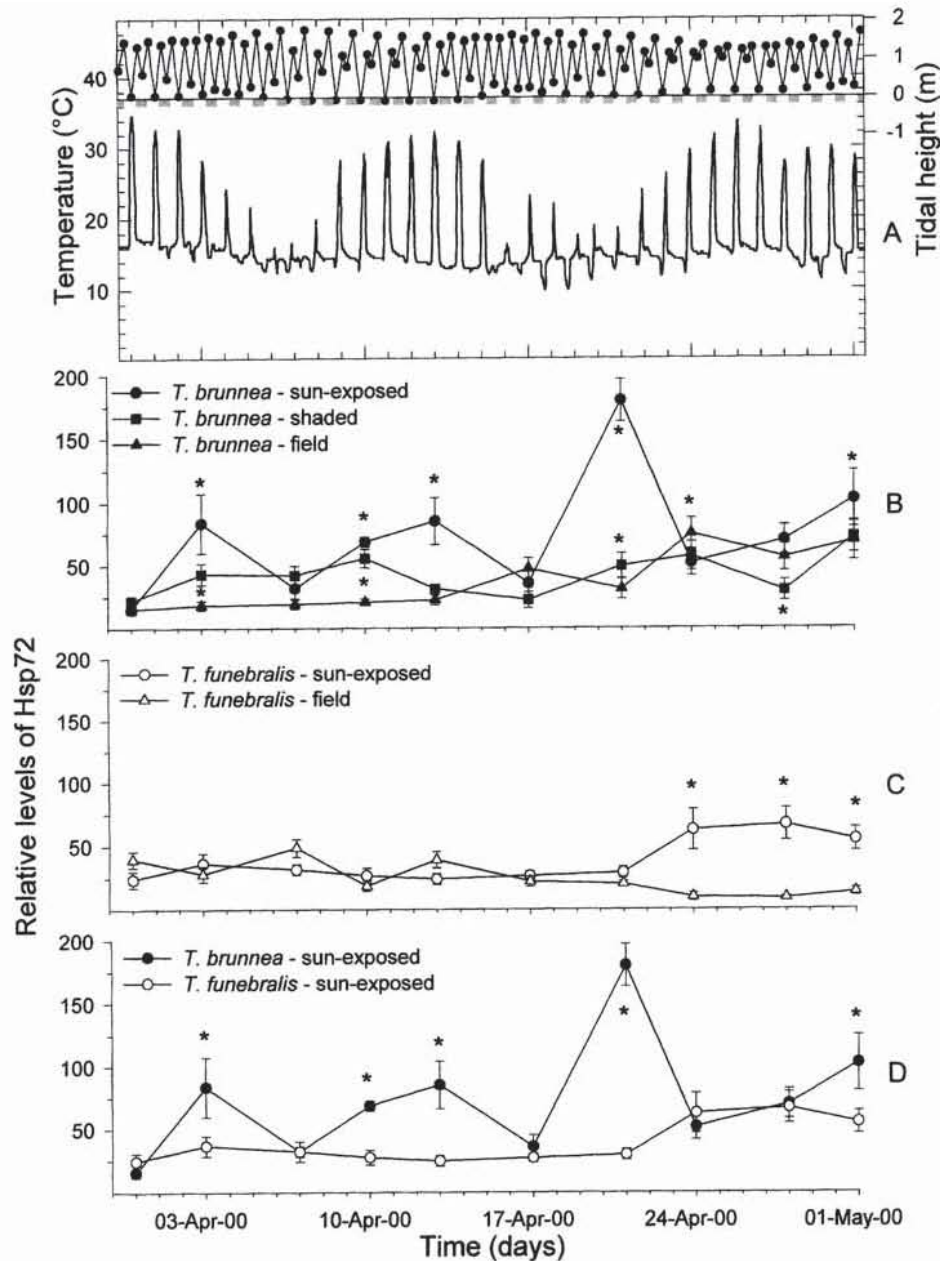 2
40
1
0
Temperature (°C)
30
-1
Tidal height (m)
20
A
10
200
T. brunnea - sun-exposed
T. brunnea - shaded
150
T. brunnea - field
*
* * * * *
100
B
*
50
* *
*
Relative levels of Hsp72
200
T. funebralis - sun-exposed
T. funebralis - field
150
100
* * *
C
50
200
T. brunnea - sun-exposed
T. funebralis - sun-exposed
150
* * * * *
100
D
50
03-Apr-00 10-Apr-00 17-Apr-00 24-Apr-00 01-May-00
Time (days)